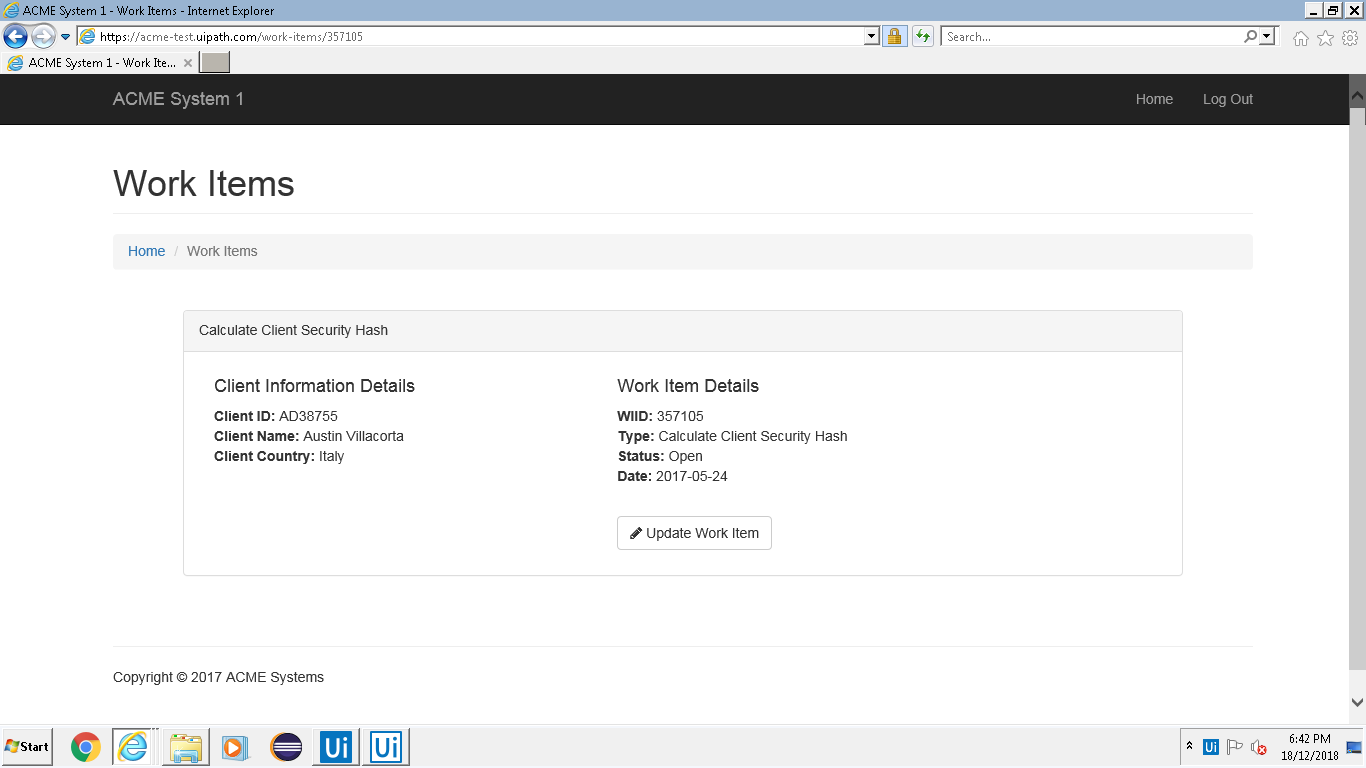 ACME System 1 - Work Items - Internet Explorer
https://acme-test.uipath.com/work-items/357105
Search...
ACME System 1 - Work Ite...
ACME System 1
Home
Log Out
Work Items
Home / Work Items
Calculate Client Security Hash
Client Information Details
Client ID: AD38755
Client Name: Austin Villacorta
Client Country: Italy
Work Item Details
WIID: 357105
Type: Calculate Client Security Hash
Status: Open
Date: 2017-05-24
Update Work Item
Copyright © 2017 ACME Systems
Start
Ui
Ui
Ui
6:42 PM
18/12/2018